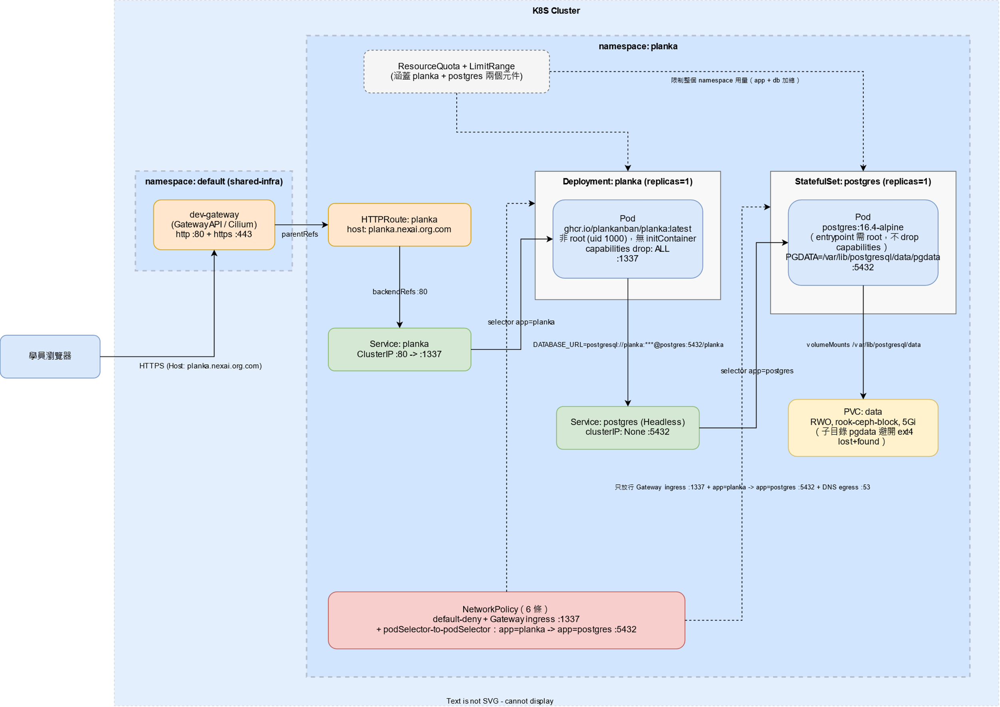 K8S Cluster
namespace: planka
ResourceQuota + LimitRange
(涵蓋 planka + postgres 兩個元件)
限制整個 namespace 用量（app + db 加總）
namespace: default (shared-infra)
dev-gateway
(Gateway API / Cilium)
http :80 + https :443
parentRefs
HTTPRoute: planka
host: planka.nexai.org.com
Deployment: planka (replicas=1)
Pod
ghcr.io/plankanban/planka:latest
非 root (uid 1000)，無 initContainer
capabilities drop: ALL
:1337
StatefulSet: postgres (replicas=1)
Pod
postgres:16.4-alpine
（entrypoint 需 root，不 drop
capabilities）
PGDATA=/var/lib/postgresql/data/pgdata
:5432
backendRefs :80
selector app=planka
Service: planka
ClusterIP :80 -> :1337
學員瀏覽器
HTTPS (Host: planka.nexai.org.com)
DATABASE_URL=postgresql://planka:***@postgres:5432/planka
volumeMounts /var/lib/postgresql/data
selector app=postgres
Service: postgres (Headless)
clusterIP: None :5432
PVC: data
RWO, rook-ceph-block, 5Gi
（子目錄 pgdata 避開 ext4
lost+found）
只放行 Gateway ingress :1337 + app=planka -> app=postgres :5432 + DNS egress :53
NetworkPolicy（6 條）
default-deny + Gateway ingress :1337
+ podSelector-to-podSelector：app=planka -> app=postgres :5432
Text is not SVG - cannot display